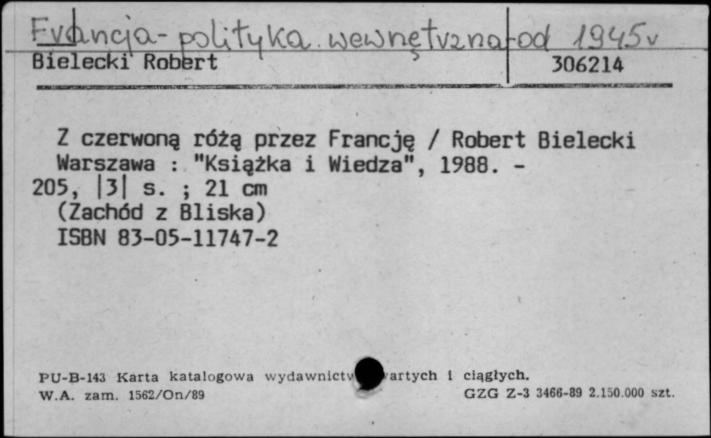 Francja - polityka wewnętrzna - od 1945 r
Bielecki Robert 306214
Z czerwoną różą przez Francję / Robert Bielecki
Warszawa : "Książka i Wiedza", 1988. -
205, |3| s. ; 21 cm
(Zachód z Bliska)
ISBN 83-05-11747-2
PU-B-143 Karta katalogowa i ciągłych.
W.A. zam. 1562/On/89 GZG Z-3 3466-89 2.150.000 szt.